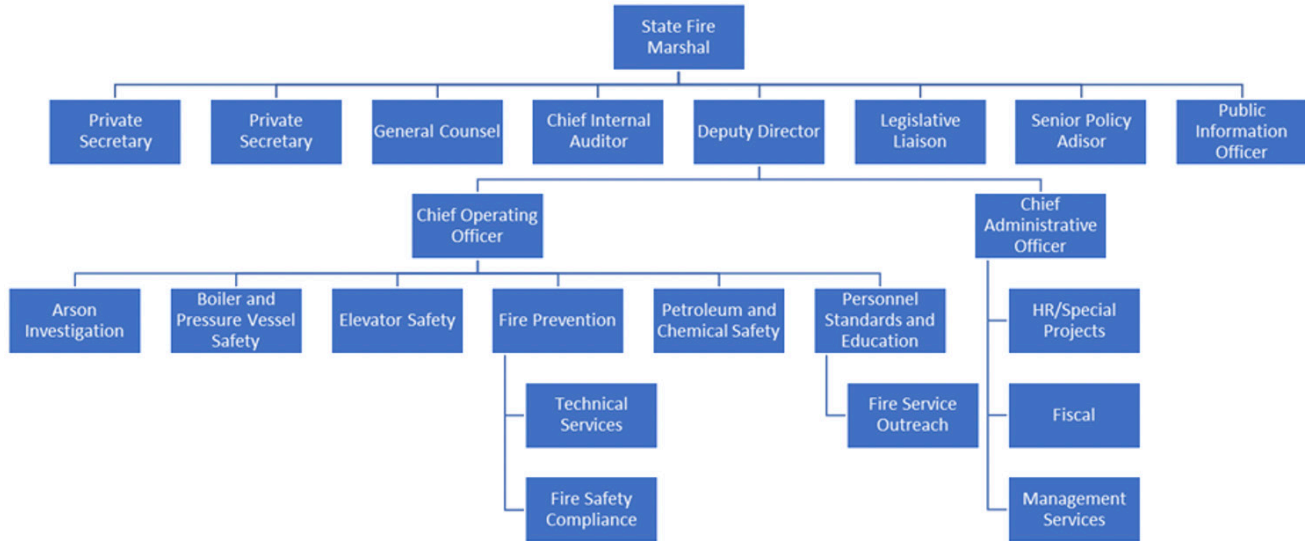 State Fire
Marshal
Private
Secretary
Private
Secretary
General Counsel
Chief Internal
Auditor
Deputy Director
Legislative
Liaison
Senior Policy
Adisor
Public
Information
Officer
Chief Operating
Officer
Chief
Administrative
Officer
Arson
Investigation
Boiler and
Pressure Vessel
Safety
Elevator Safety
Fire Prevention
Petroleum and
Chemical Safety
Personnel
Standards and
Education
HR/Special
Projects
Technical
Services
Fire Service
Outreach
Fiscal
Fire Safety
Compliance
Management
Services